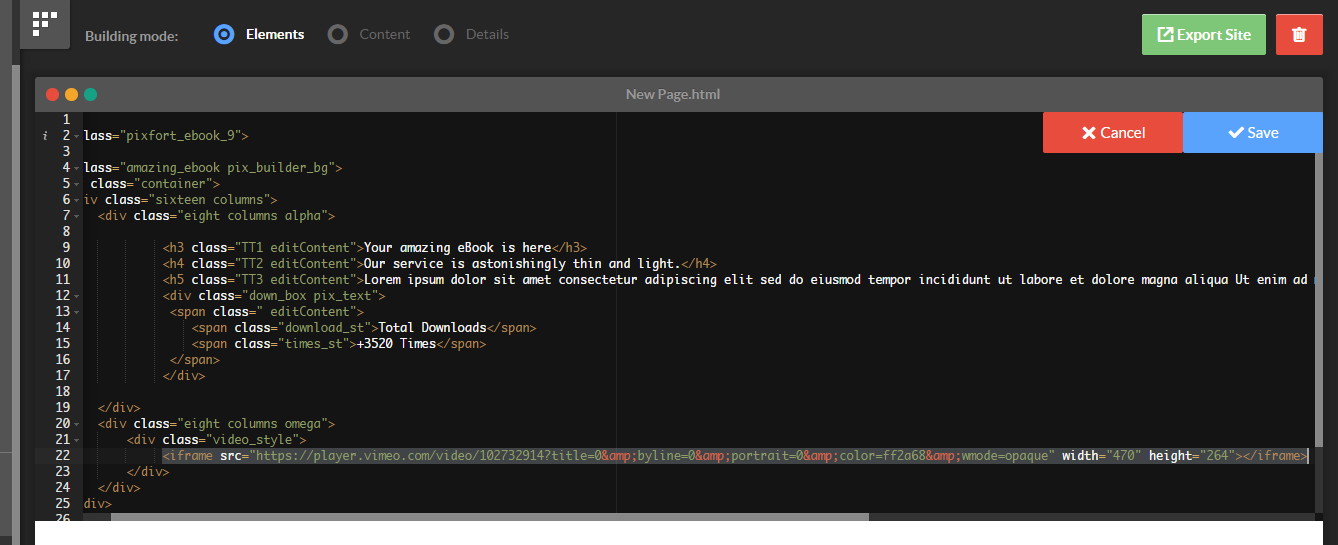 Building mode: Elements Content Details Export Site
New Page.html
Cancel Save
1
i 2 lass="pixfort_ebook_9">
3
4 lass="amazing_ebook pix_builder_bg">
5 class="container">
6 iv class="sixteen columns">
7 <div class="eight columns alpha">
8
9 <h3 class="TT1 editContent">Your amazing eBook is here</h3>
10 <h4 class="TT2 editContent">Our service is astonishingly thin and light.</h4>
11 <h5 class="TT3 editContent">Lorem ipsum dolor sit amet consectetur adipiscing elit sed do eiusmod tempor incididunt ut labore et dolore magna aliqua Ut enim ad
12 <div class="down_box pix_text">
13 <span class=" editContent">
14 <span class="download_st">Total Downloads</span>
15 <span class="times_st">+3520 Times</span>
16 </span>
17 </div>
18
19 </div>
20 <div class="eight columns omega">
21 <div class="video_style">
22 <iframe src="https://player.vimeo.com/video/102732914?title=0&amp;byline=0&amp;portrait=0&amp;color=ff2a68&amp;wmode=opaque" width="470" height="264"></iframe>
23 </div>
24 </div>
25 div>
26